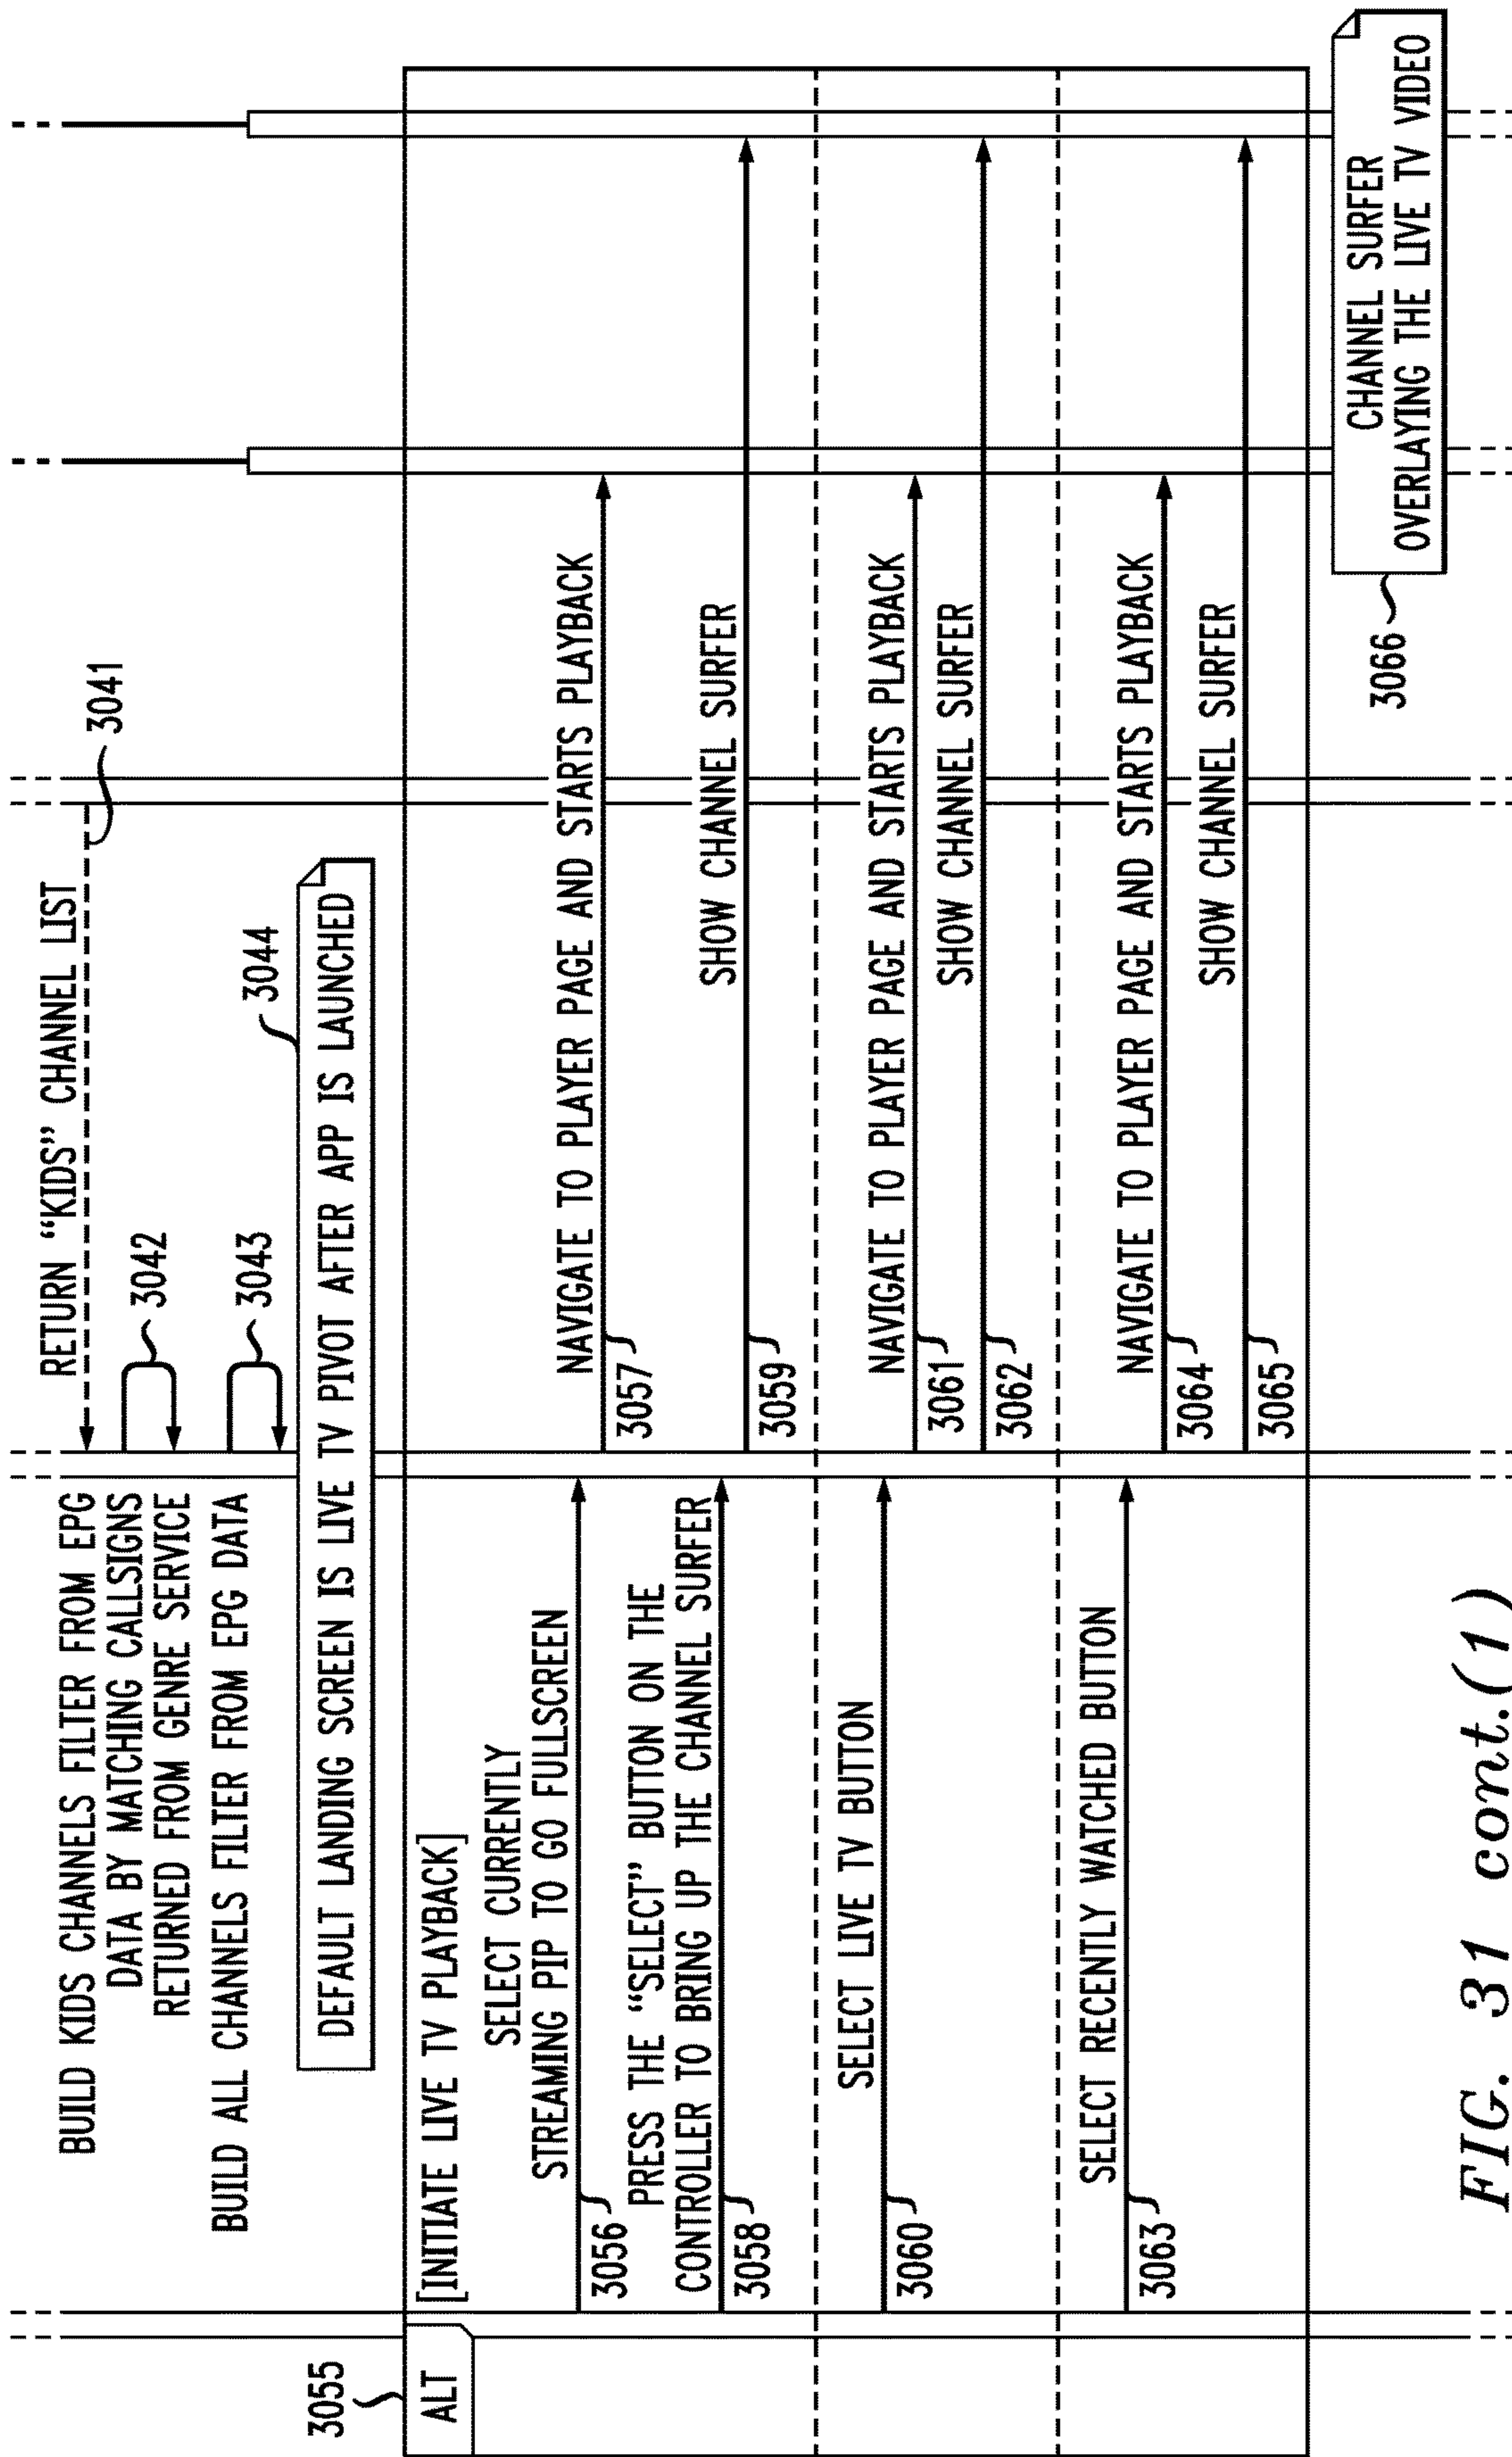 RETURN “KIDS” CHANNEL LIST
3041
BUILD KIDS CHANNELS FILTER FROM EPG
DATA BY MATCHING CALLSIGNS
RETURNED FROM GENRE SERVICE
3042
BUILD ALL CHANNELS FILTER FROM EPG DATA
3043
3044
DEFAULT LANDING SCREEN IS LIVE TV PIVOT AFTER APP IS LAUNCHED
3055
ALT
[INITIATE LIVE TV PLAYBACK]
SELECT CURRENTLY
STREAMING PIP TO GO FULLSCREEN
3056
NAVIGATE TO PLAYER PAGE AND STARTS PLAYBACK
3057
PRESS THE “SELECT” BUTTON ON THE
CONTROLLER TO BRING UP THE CHANNEL SURFER
3058
SHOW CHANNEL SURFER
3059
SELECT LIVE TV BUTTON
3060
NAVIGATE TO PLAYER PAGE AND STARTS PLAYBACK
3061
SHOW CHANNEL SURFER
3062
SELECT RECENTLY WATCHED BUTTON
3063
NAVIGATE TO PLAYER PAGE AND STARTS PLAYBACK
3064
SHOW CHANNEL SURFER
3065
CHANNEL SURFER
OVERLAYING THE LIVE TV VIDEO
3066
FIG. 31 cont.(1)